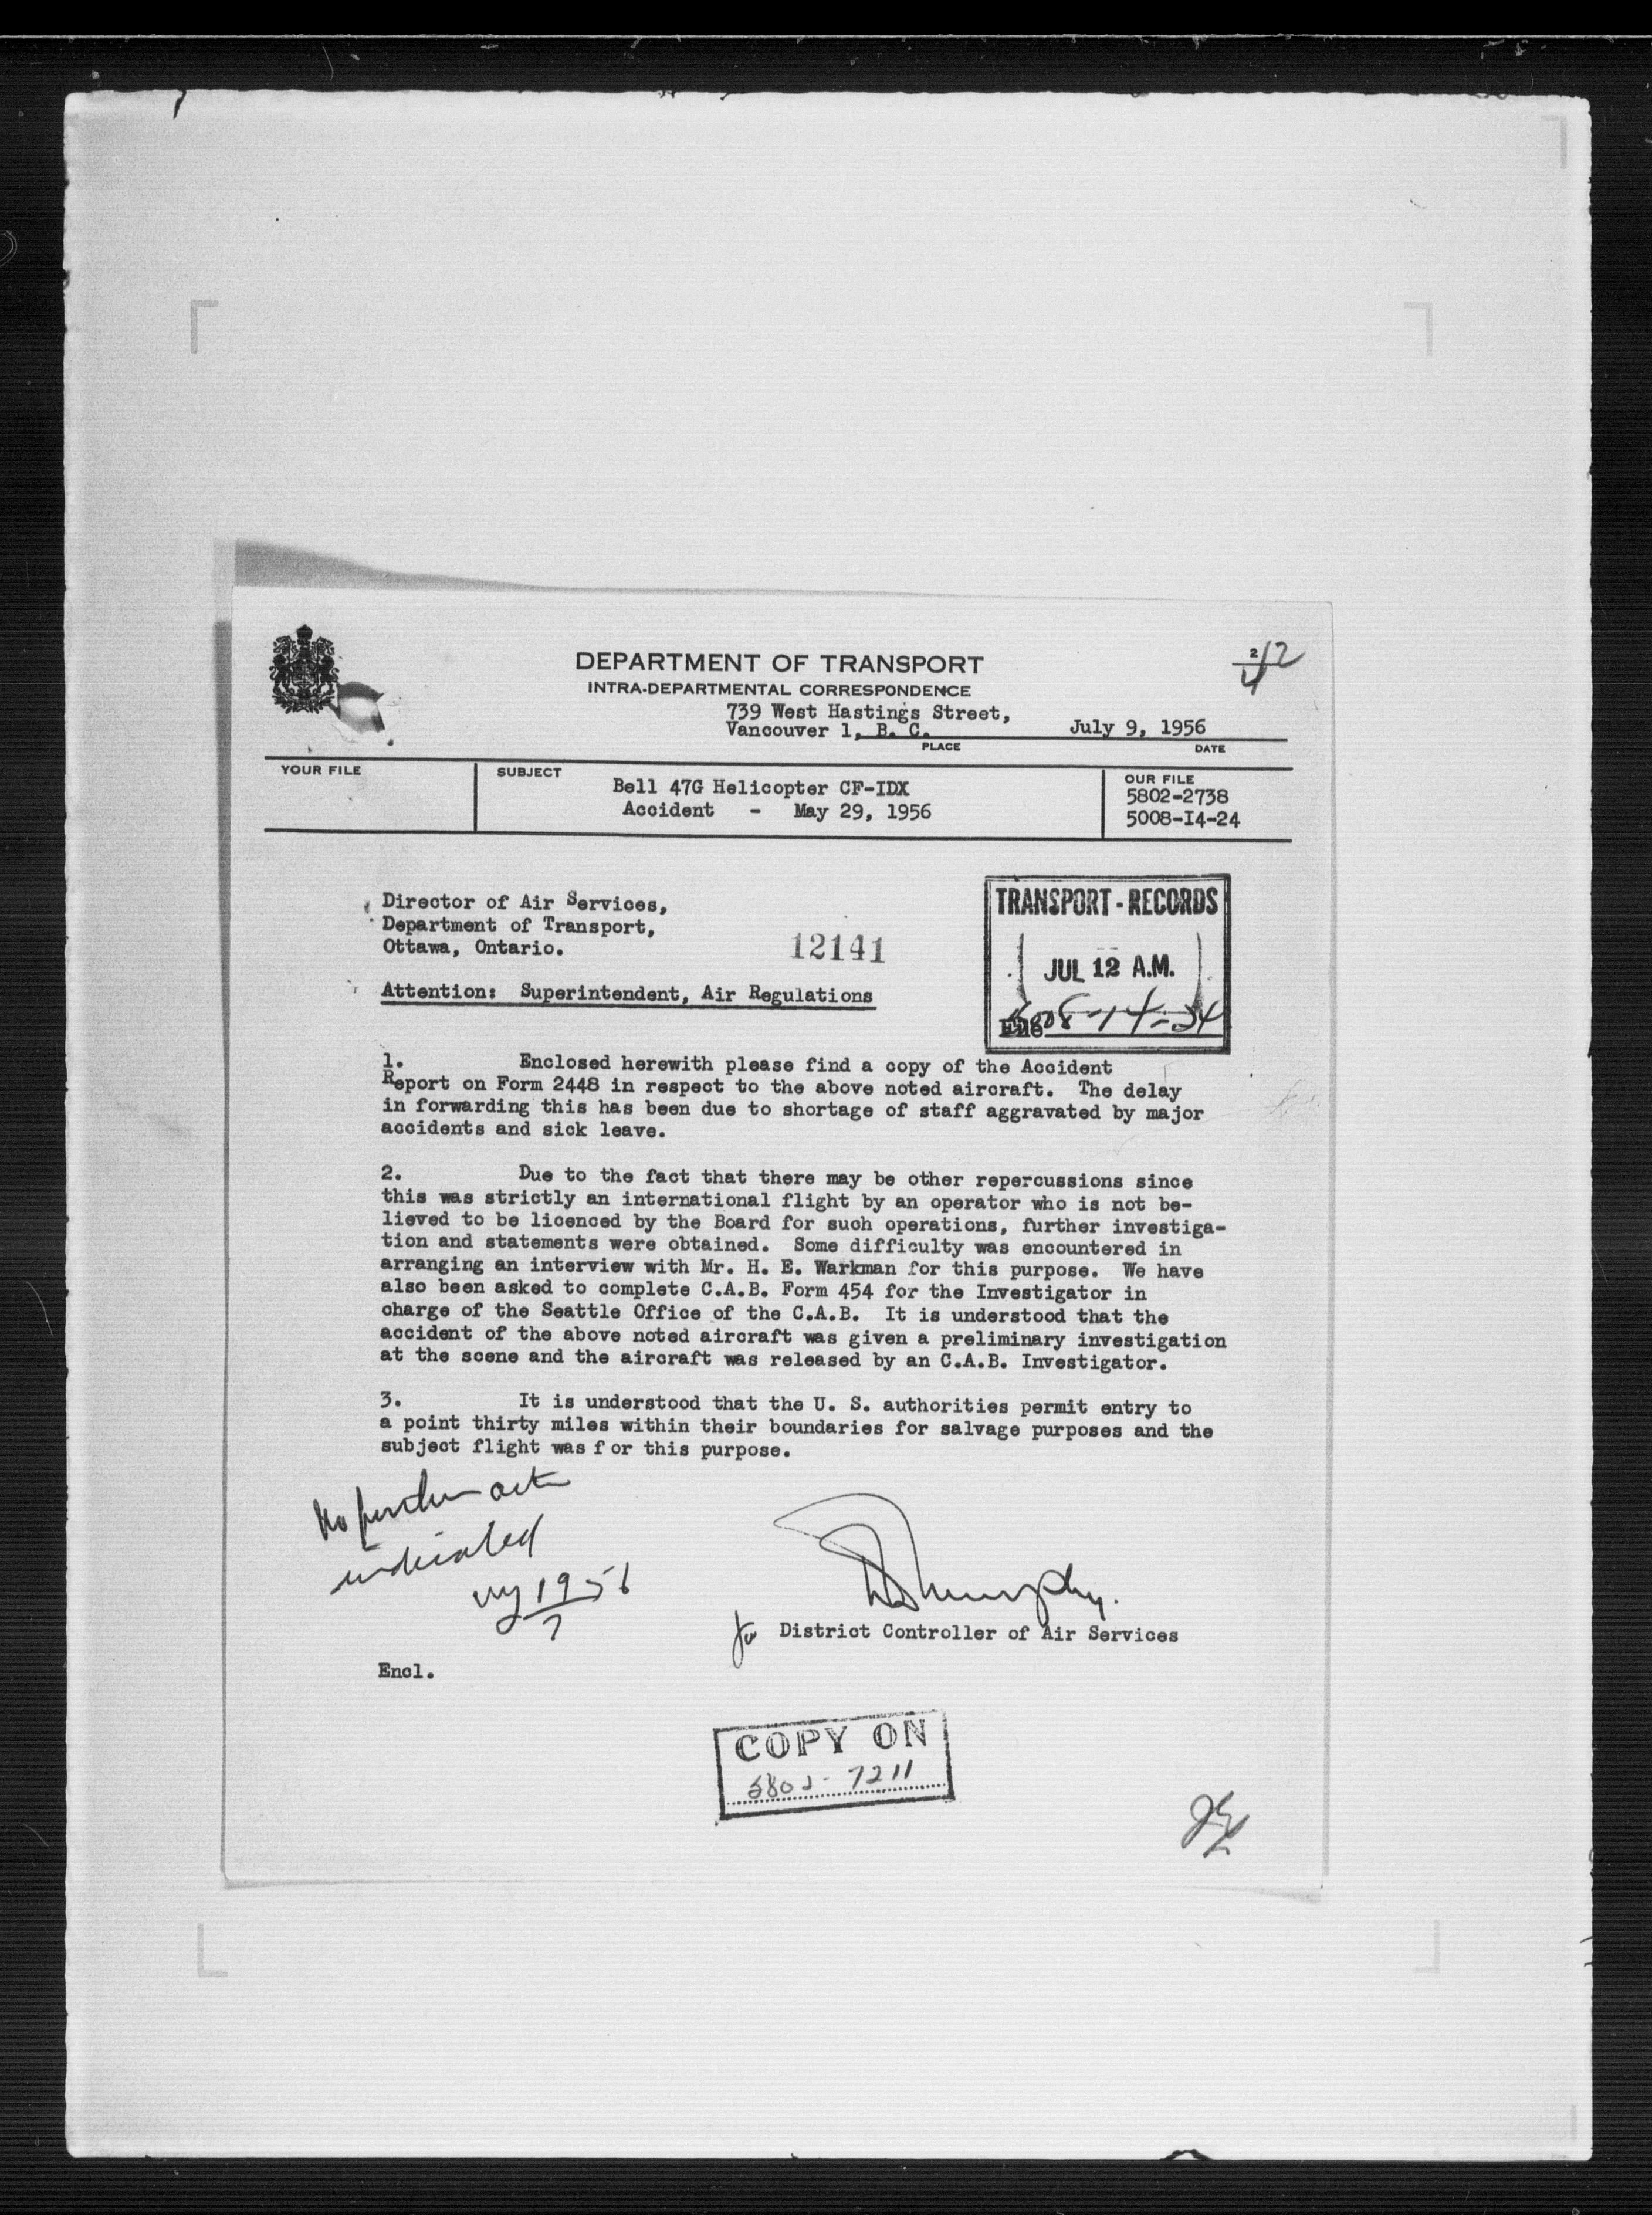 DEPARTMENT OF TRANSPORT
INTRA-DEPARTMENTAL CORRESPONDENCE
739 West Hastings Street,
Vancouver 1, B. C.
July 9, 1956
PLACE
DATE
YOUR FILE
SUBJECT
Bell 47G Helicopter CF-IDX
Accident - May 29, 1956
OUR FILE
5802-2738
5008-I4-24
Director of Air Services,
Department of Transport,
Ottawa, Ontario.
12141
Attention: Superintendent, Air Regulations
TRANSPORT - RECORDS
JUL 12 A.M.
5008-14-24
1. Enclosed herewith please find a copy of the Accident
Report on Form 2448 in respect to the above noted aircraft. The delay
in forwarding this has been due to shortage of staff aggravated by major
accidents and sick leave.
2. Due to the fact that there may be other repercussions since
this was strictly an international flight by an operator who is not be-
lieved to be licenced by the Board for such operations, further investiga-
tion and statements were obtained. Some difficulty was encountered in
arranging an interview with Mr. H. E. Warkman for this purpose. We have
also been asked to complete C.A.B. Form 454 for the Investigator in
charge of the Seattle Office of the C.A.B. It is understood that the
accident of the above noted aircraft was given a preliminary investigation
at the scene and the aircraft was released by an C.A.B. Investigator.
3. It is understood that the U. S. authorities permit entry to
a point thirty miles within their boundaries for salvage purposes and the
subject flight was f or this purpose.
No further act
indicated
19/7 56
for District Controller of Air Services
Encl.
COPY ON
5802-7211